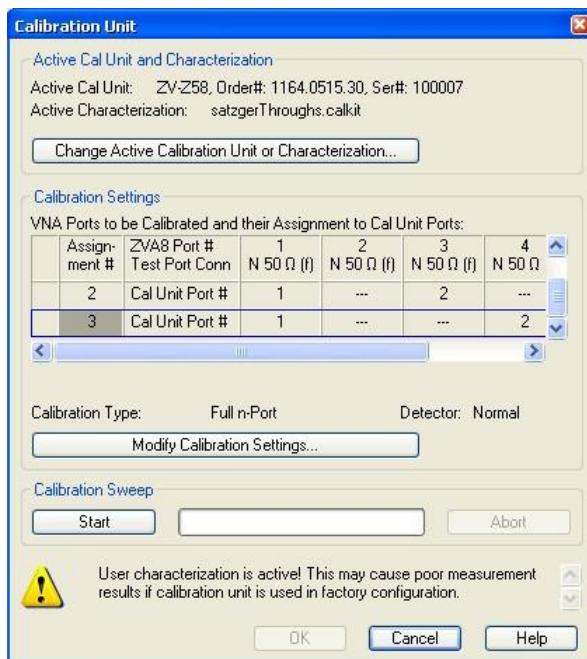 Calibration Unit
Active Cal Unit and Characterization
Active Cal Unit: ZV-Z58, Order#: 1164.0515.30, Ser#: 100007
Active Characterization: satzgerThroughs.calkit
Change Active Calibration Unit or Characterization...
Calibration Settings
VNA Ports to be Calibrated and their Assignment to Cal Unit Ports:
Assign- ZVA8 Port # 1 2 3 4
ment # Test Port Conn N 50 Ω (f) N 50 Ω (f) N 50 Ω (f) N 50 Ω
2 Cal Unit Port # 1 --- 2 ---
3 Cal Unit Port # 1 --- --- 2
Calibration Type: Full n-Port Detector: Normal
Modify Calibration Settings...
Calibration Sweep
Start Abort
User characterization is active! This may cause poor measurement
results if calibration unit is used in factory configuration.
OK Cancel Help